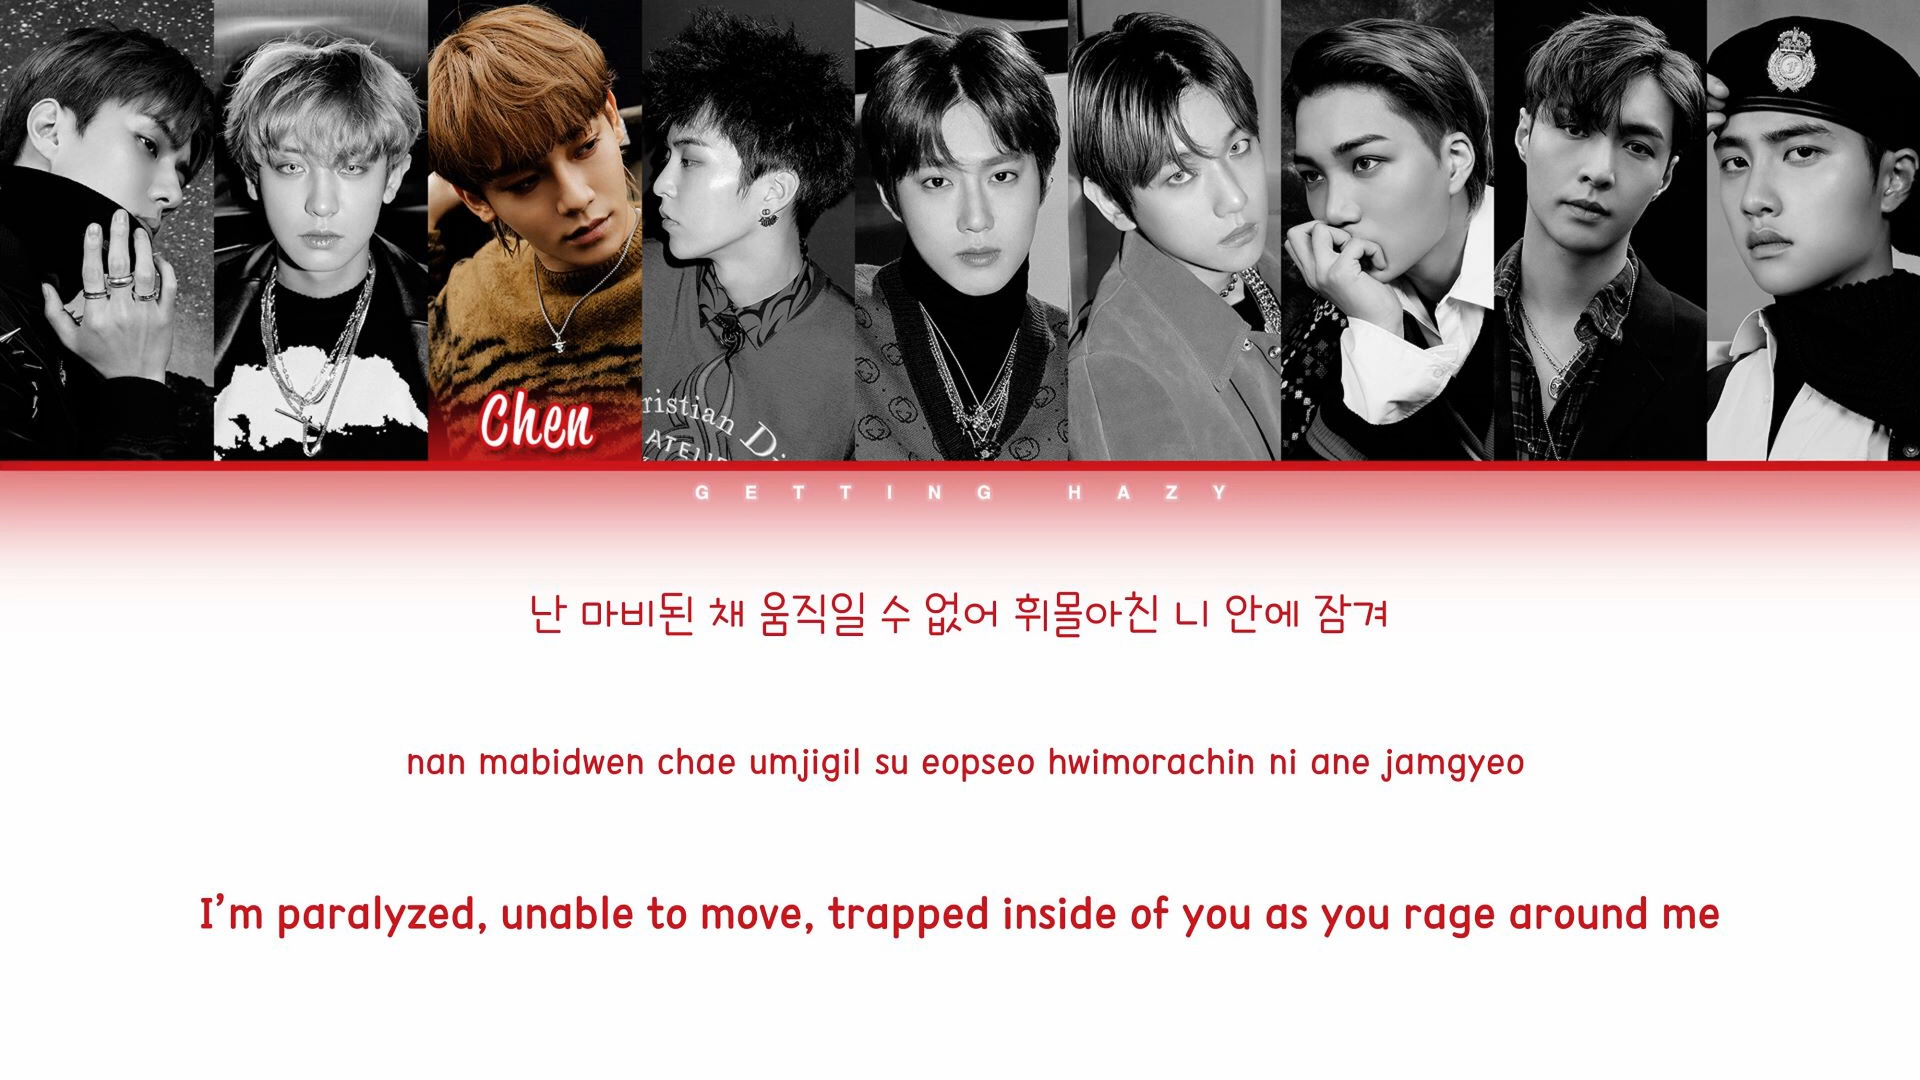 Chen
ristian Di
ATELIE
GETTING HAZY
난 마비된 채 움직일 수 없어 휘몰아친 니 안에 잠겨
nan mabidwen chae umjigil su eopseo hwimorachin ni ane jamgyeo
I'm paralyzed, unable to move, trapped inside of you as you rage around me